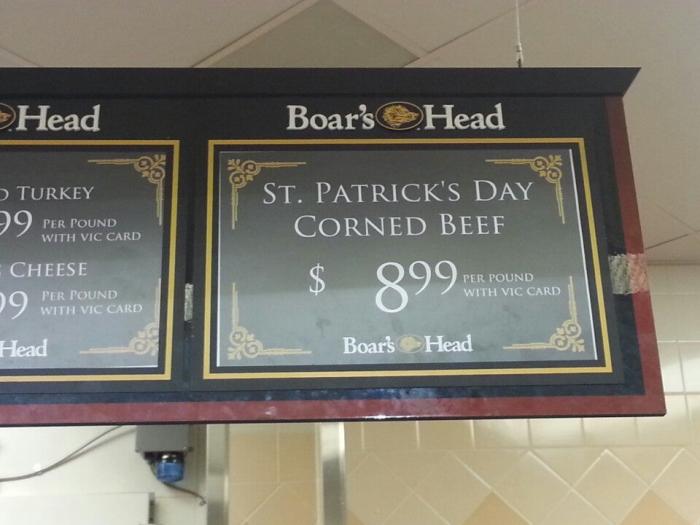 Head
TURKEY
99 PER POUND
WITH VIC CARD
CHEESE
99 PER POUND
WITH VIC CARD
Head
Boar's Head
ST. PATRICK'S DAY
CORNED BEEF
$ 899 PER POUND
WITH VIC CARD
Boar's Head